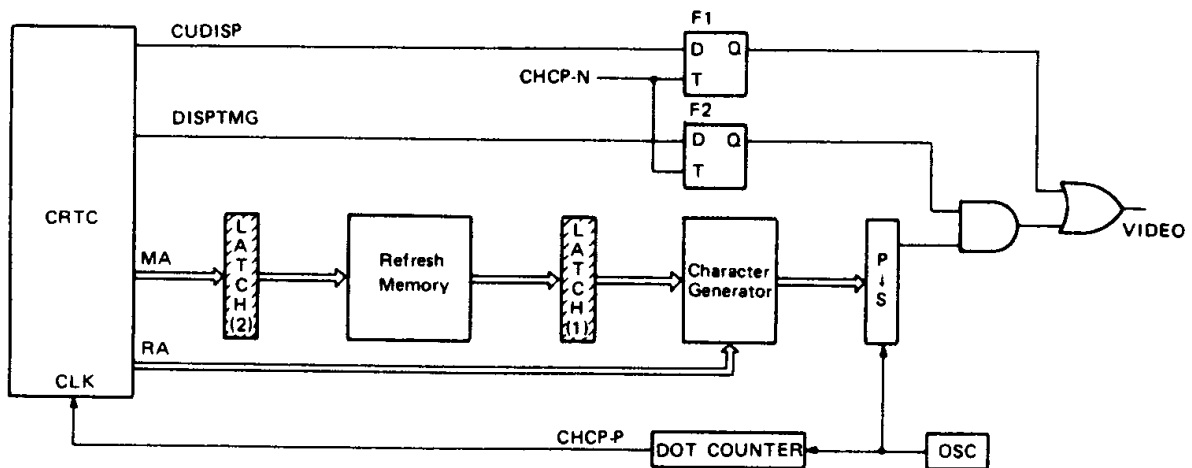 CUDISP
F1
D Q
T
CHCP-N
DISPTMG
F2
D Q
T
CRTC
VIDEO
MA
LATCH (2)
Refresh
Memory
LATCH (1)
Character
Generator
P↓S
RA
CLK
CHCP-P
DOT COUNTER
OSC